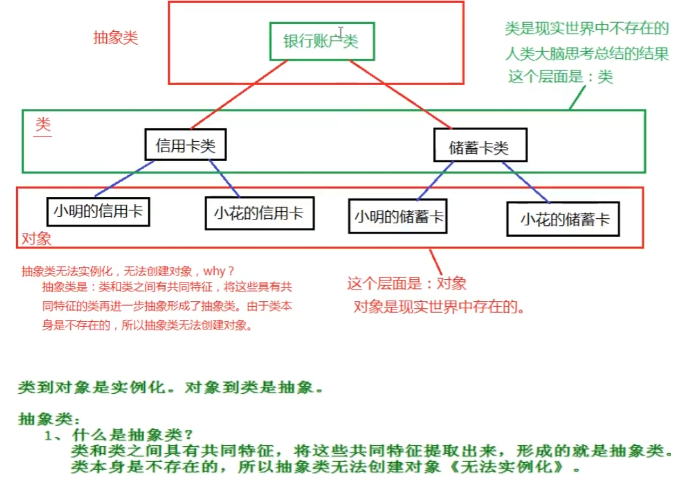 抽象类
银行账户类
类是现实世界中不存在的
人类大脑思考总结的结果
这个层面是：类
类
信用卡类
储蓄卡类
小明的信用卡
小花的信用卡
小明的储蓄卡
小花的储蓄卡
对象
抽象类无法实例化，无法创建对象，why？
抽象类是：类和类之间有共同特征，将这些具有共
同特征的类再进一步抽象形成了抽象类。由于类本
身是不存在的，所以抽象类无法创建对象。
这个层面是：对象
对象是现实世界中存在的。
类到对象是实例化。对象到类是抽象。
抽象类：
1、什么是抽象类？
类和类之间具有共同特征，将这些共同特征提取出来，形成的就是抽象类。
类本身是不存在的，所以抽象类无法创建对象《无法实例化》。